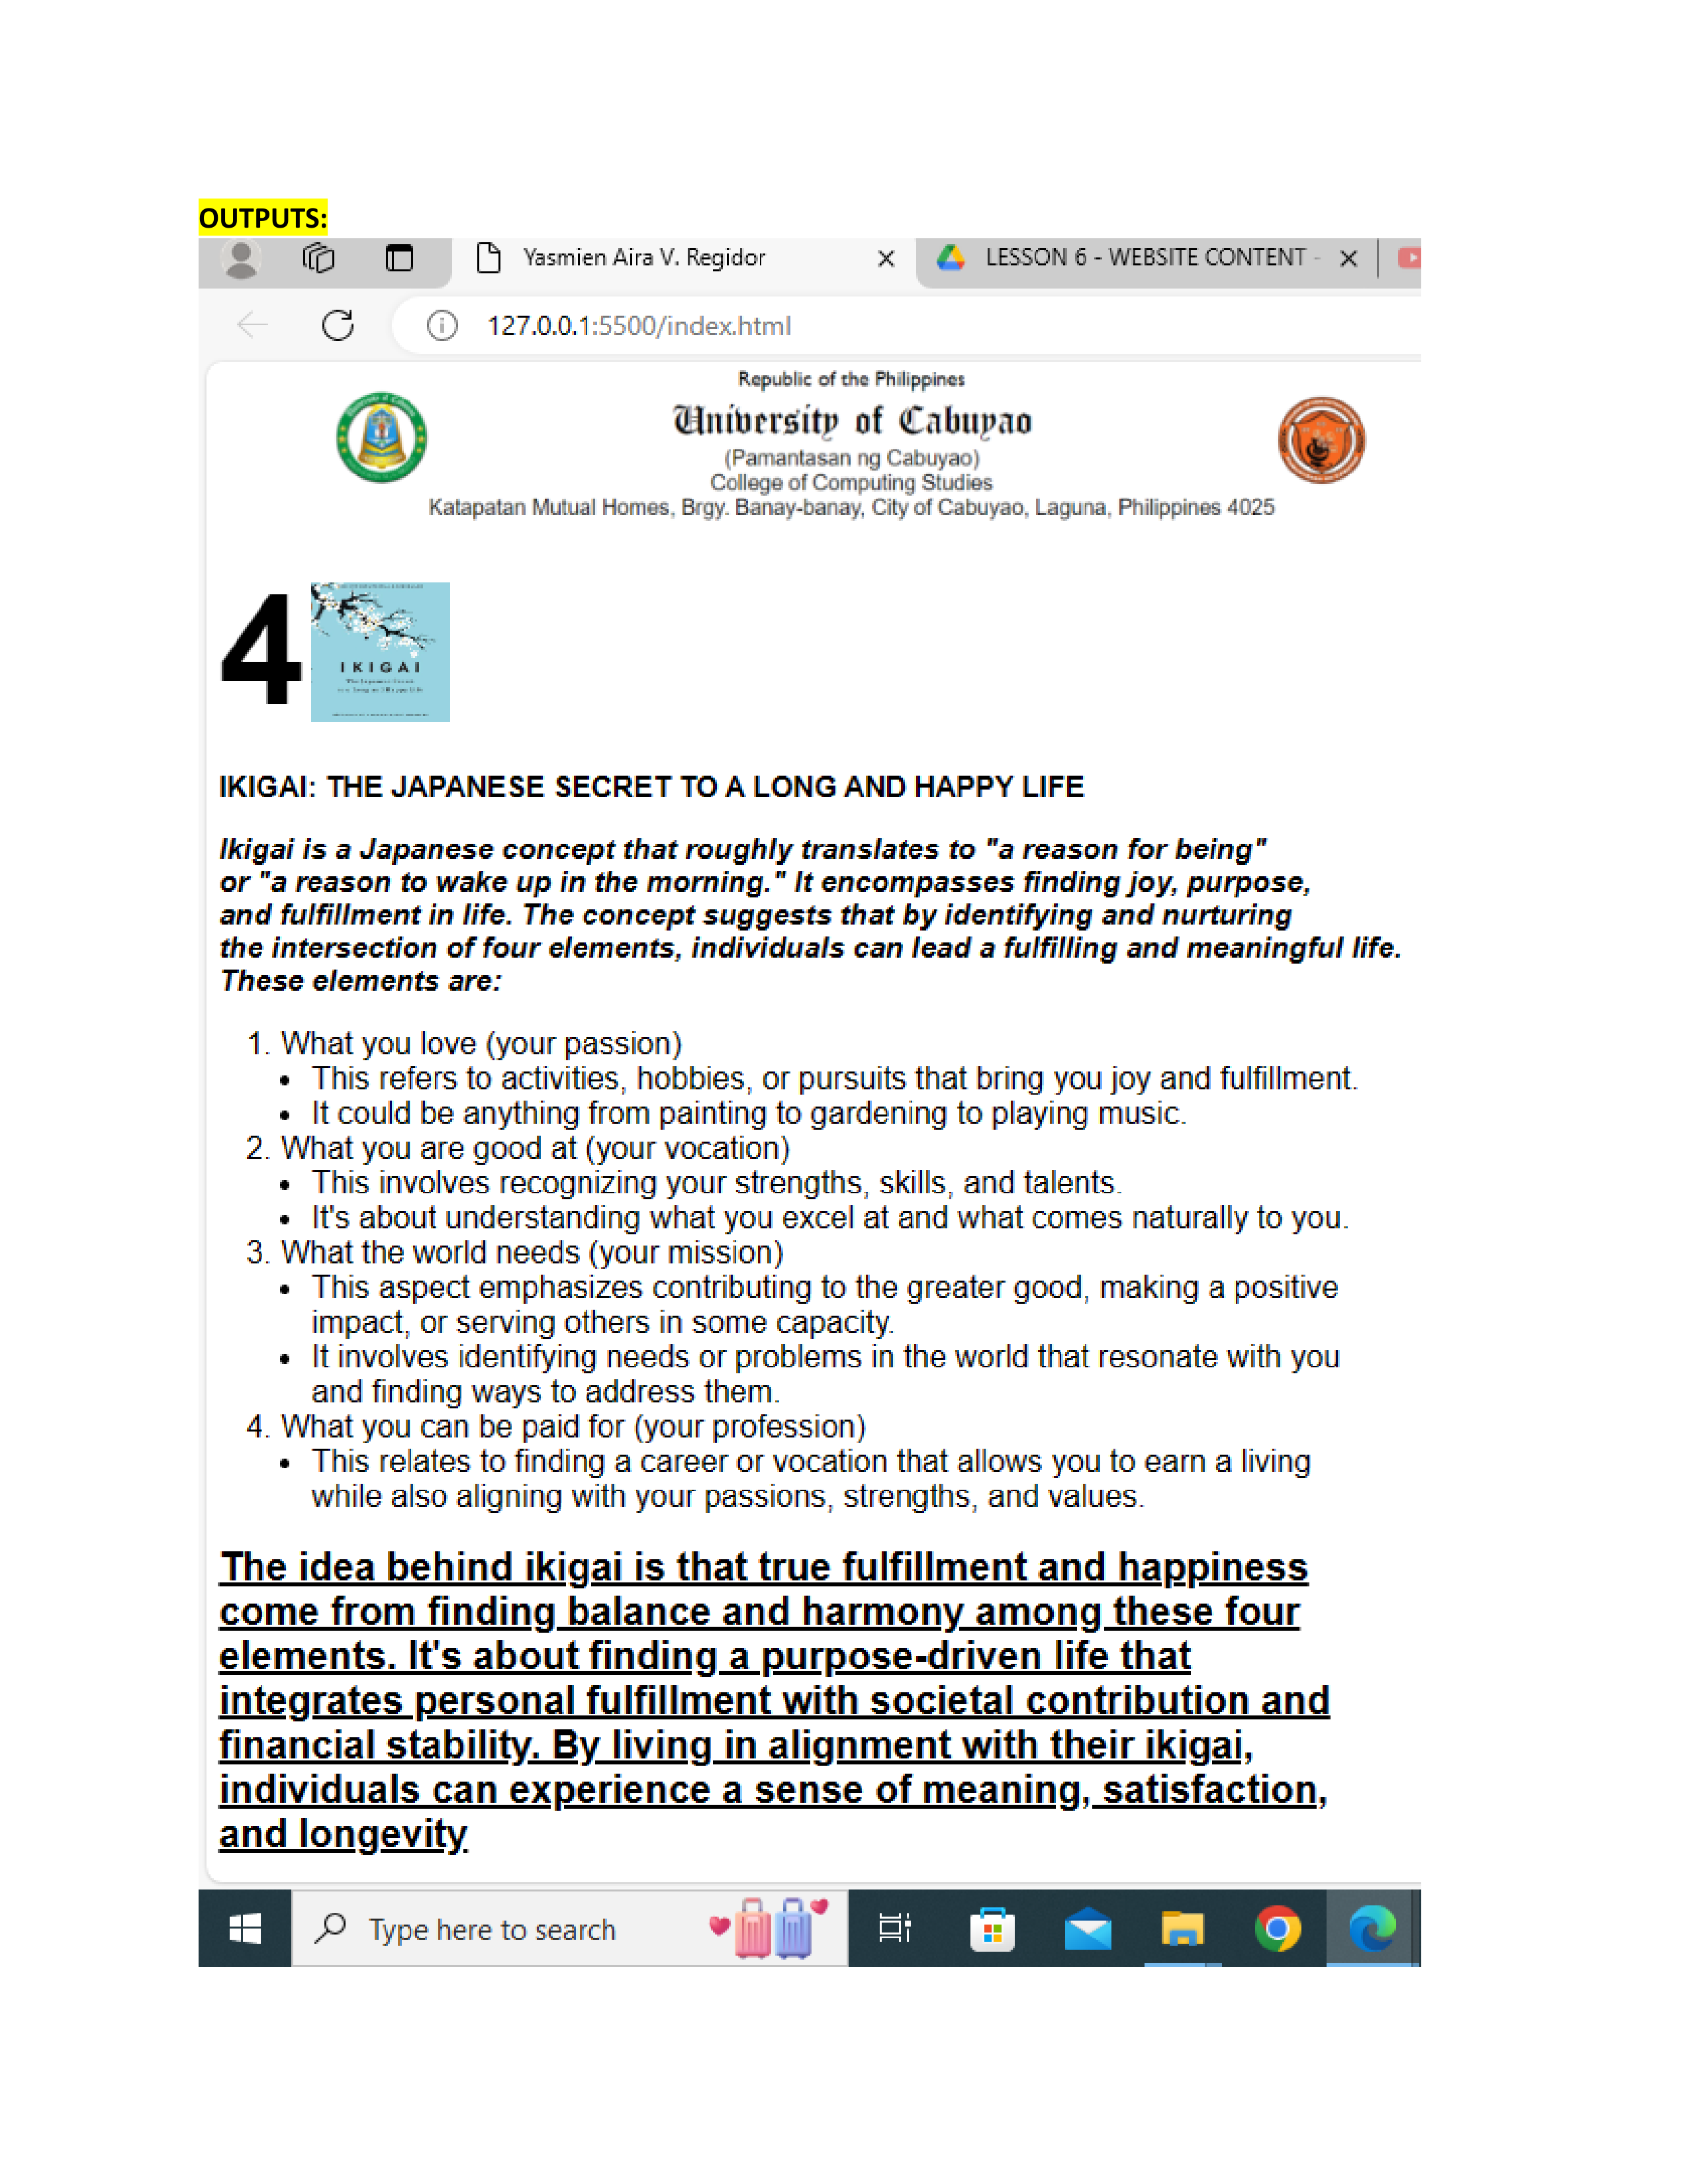 OUTPUTS:
Yasmien Aira V. Regidor
LESSON 6 - WEBSITE CONTENT -
127.0.0.1:5500/index.html
Republic of the Philippines
University of Cabuyao
(Pamantasan ng Cabuyao)
College of Computing Studies
Katapatan Mutual Homes, Brgy. Banay-banay, City of Cabuyao, Laguna, Philippines 4025
4
IKIGAI
The Japanese Secret
to a Long and Happy Life
IKIGAI: THE JAPANESE SECRET TO A LONG AND HAPPY LIFE
Ikigai is a Japanese concept that roughly translates to "a reason for being"
or "a reason to wake up in the morning." It encompasses finding joy, purpose,
and fulfillment in life. The concept suggests that by identifying and nurturing
the intersection of four elements, individuals can lead a fulfilling and meaningful life.
These elements are:
1. What you love (your passion)
• This refers to activities, hobbies, or pursuits that bring you joy and fulfillment.
• It could be anything from painting to gardening to playing music.
2. What you are good at (your vocation)
• This involves recognizing your strengths, skills, and talents.
• It's about understanding what you excel at and what comes naturally to you.
3. What the world needs (your mission)
• This aspect emphasizes contributing to the greater good, making a positive
impact, or serving others in some capacity.
• It involves identifying needs or problems in the world that resonate with you
and finding ways to address them.
4. What you can be paid for (your profession)
• This relates to finding a career or vocation that allows you to earn a living
while also aligning with your passions, strengths, and values.
The idea behind ikigai is that true fulfillment and happiness
come from finding balance and harmony among these four
elements. It's about finding a purpose-driven life that
integrates personal fulfillment with societal contribution and
financial stability. By living in alignment with their ikigai,
individuals can experience a sense of meaning, satisfaction,
and longevity
Type here to search